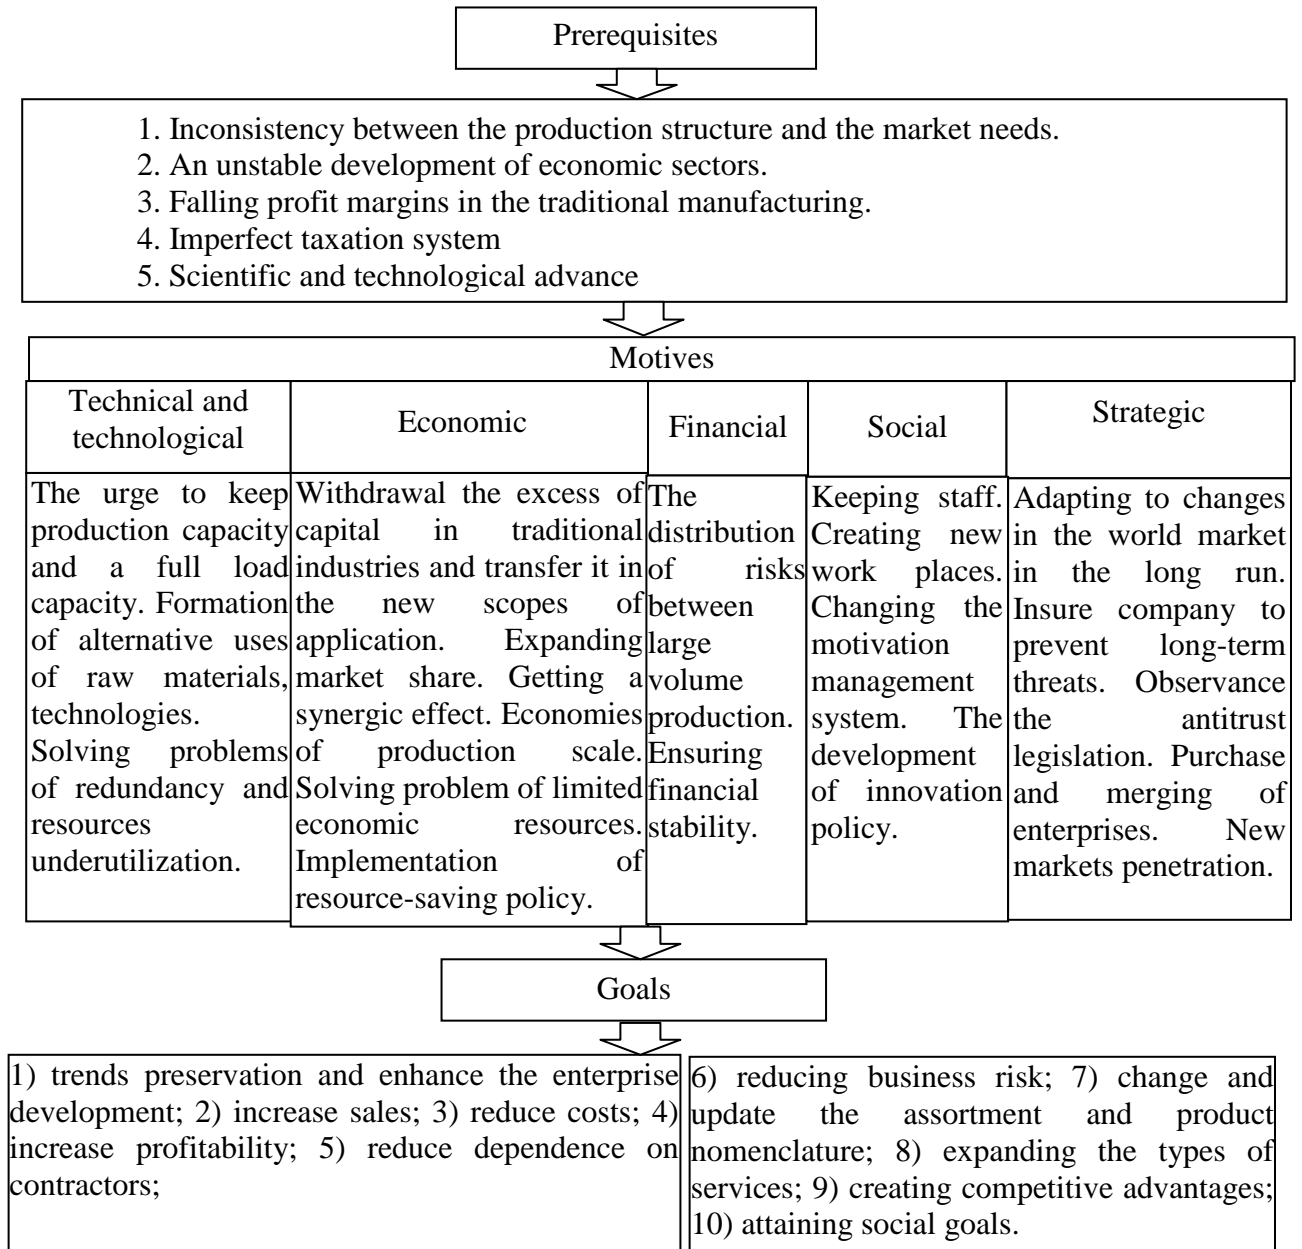 Prerequisites
1. Inconsistency between the production structure and the market needs.
2. An unstable development of economic sectors.
3. Falling profit margins in the traditional manufacturing.
4. Imperfect taxation system
5. Scientific and technological advance
Motives
Technical and
technological
Economic
Financial
Social
Strategic
The urge to keep
production capacity
and a full load
capacity. Formation
of alternative uses
of raw materials,
technologies.
Solving problems
of redundancy and
resources
underutilization.
Withdrawal the excess of
capital in traditional
industries and transfer it in
the new scopes of
application. Expanding
market share. Getting a
synergic effect. Economies
of production scale.
Solving problem of limited
economic resources.
Implementation of
resource-saving policy.
The
distribution
of risks
between
large
volume
production.
Ensuring
financial
stability.
Keeping staff.
Creating new
work places.
Changing the
motivation
management
system. The
development
of innovation
policy.
Adapting to changes
in the world market
in the long run.
Insure company to
prevent long-term
threats. Observance
the antitrust
legislation. Purchase
and merging of
enterprises. New
markets penetration.
Goals
1) trends preservation and enhance the enterprise
development; 2) increase sales; 3) reduce costs; 4)
increase profitability; 5) reduce dependence on
contractors;
6) reducing business risk; 7) change and
update the assortment and product
nomenclature; 8) expanding the types of
services; 9) creating competitive advantages;
10) attaining social goals.